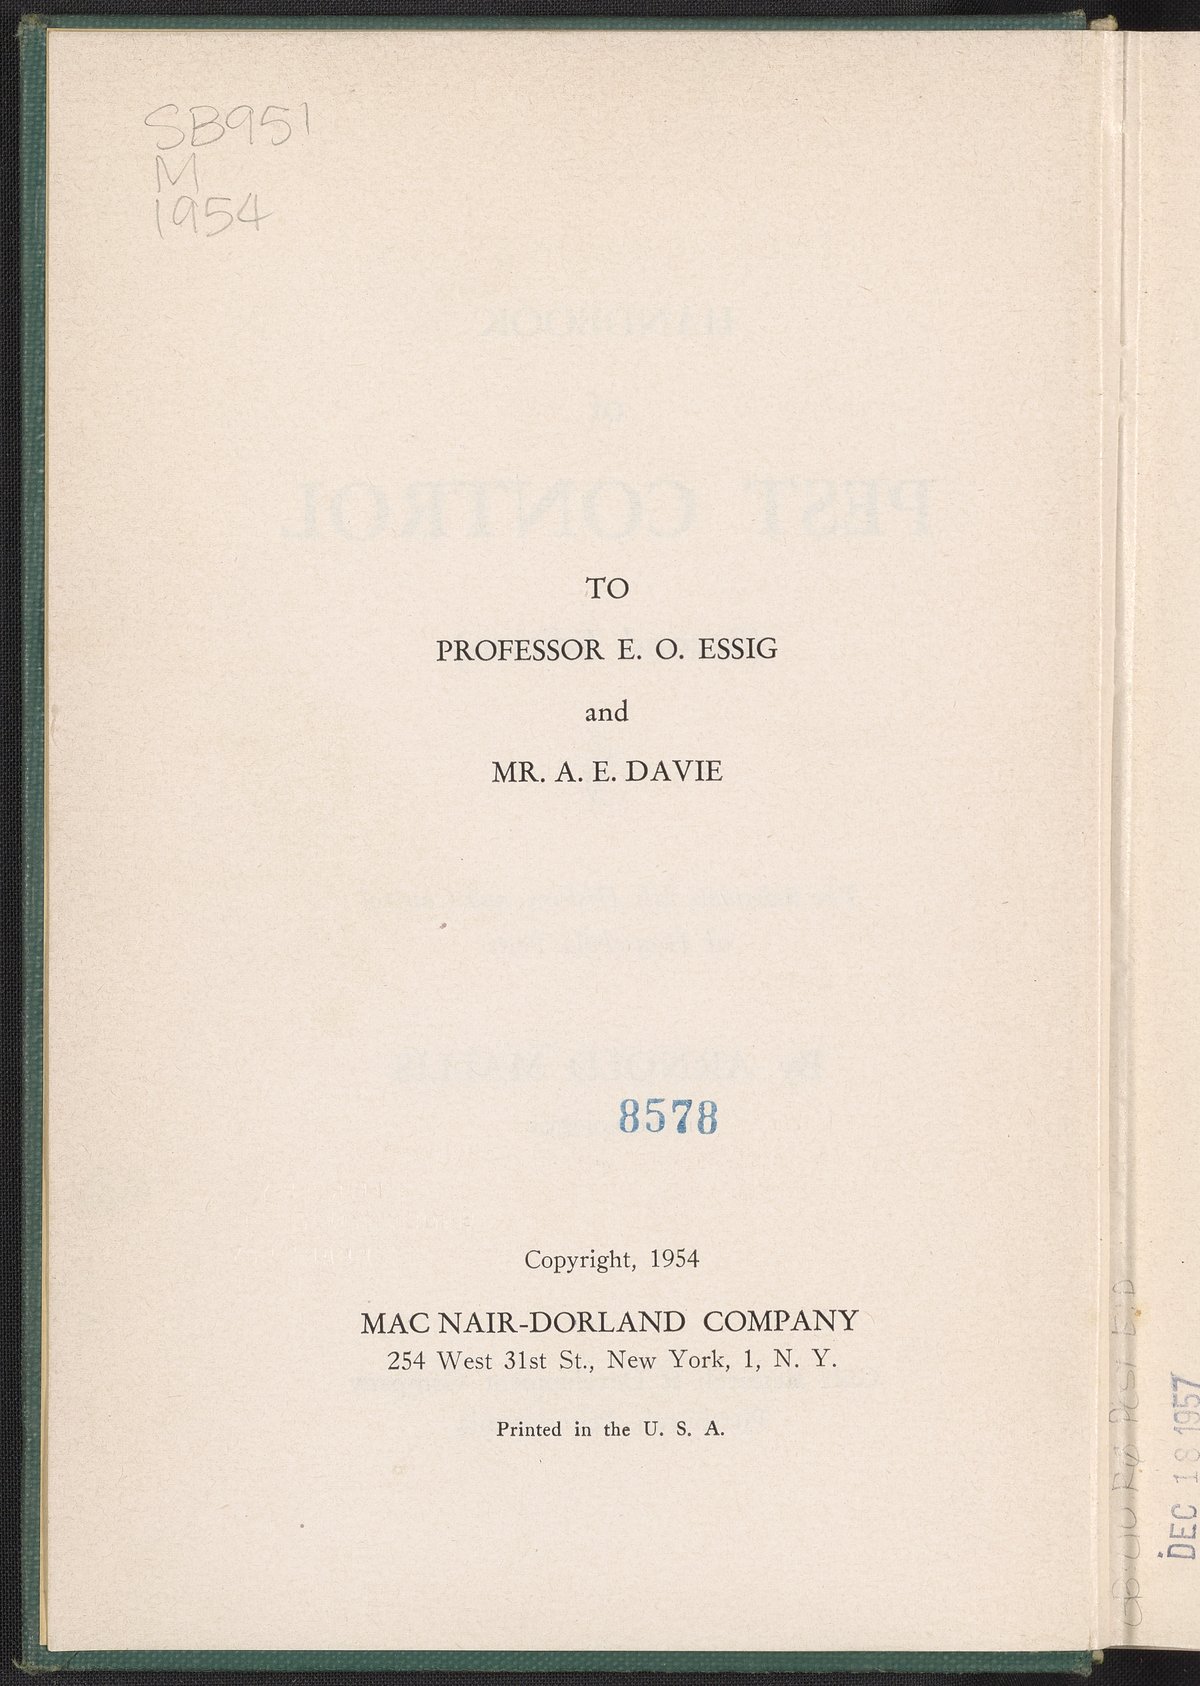 SB951
M
1954
TO
PROFESSOR E. O. ESSIG
and
MR. A. E. DAVIE
8578
Copyright, 1954
MAC NAIR-DORLAND COMPANY
254 West 31st St., New York, 1, N. Y.
Printed in the U. S. A.
DEC 18 1957